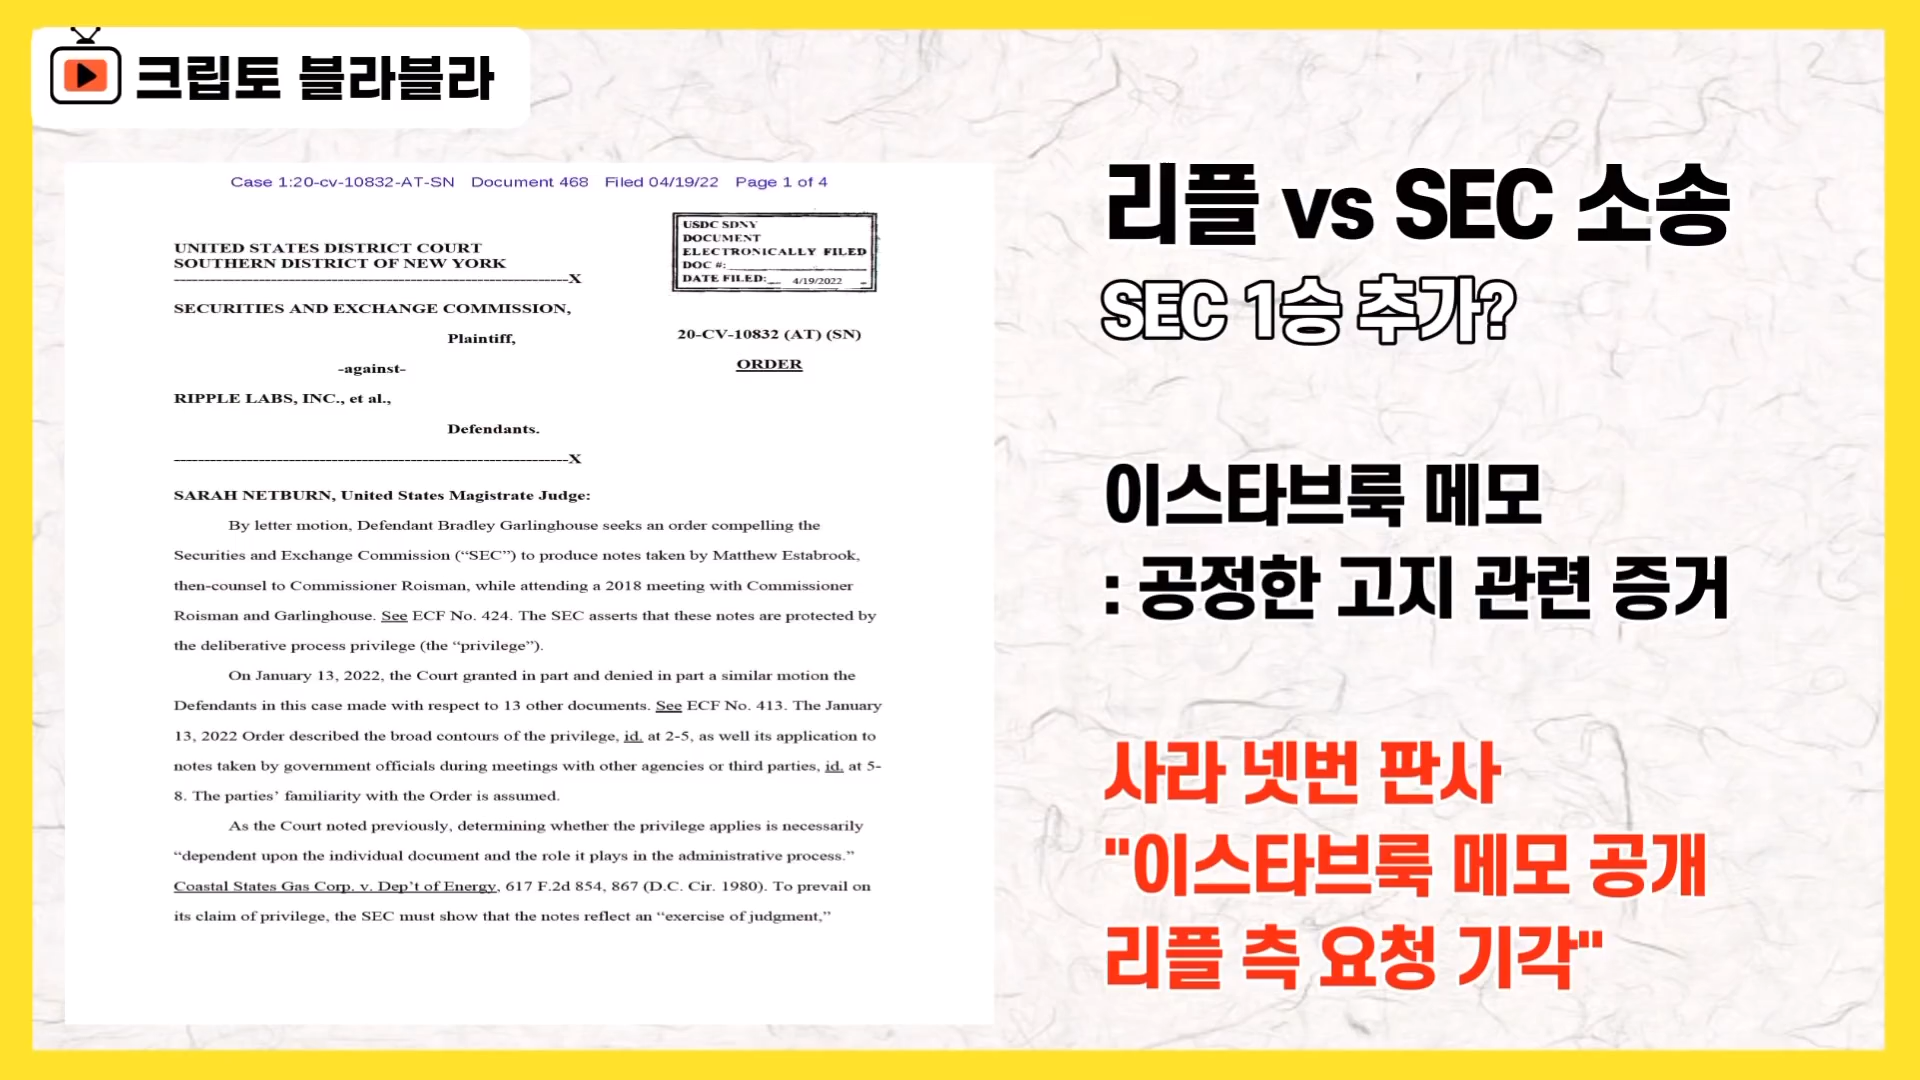 크립토 블라블라
Case 1:20-cv-10832-AT-SN Document 468 Filed 04/19/22 Page 1 of 4
USDC SDNY
DOCUMENT
ELECTRONICALLY FILED
DOC #:
DATE FILED: 4/19/2022
UNITED STATES DISTRICT COURT
SOUTHERN DISTRICT OF NEW YORK
-----------------------------------------------------------------X
SECURITIES AND EXCHANGE COMMISSION,
Plaintiff,
-against-
RIPPLE LABS, INC., et al.,
Defendants.
-----------------------------------------------------------------X
20-CV-10832 (AT) (SN)
ORDER
SARAH NETBURN, United States Magistrate Judge:
By letter motion, Defendant Bradley Garlinghouse seeks an order compelling the
Securities and Exchange Commission (“SEC”) to produce notes taken by Matthew Estabrook,
then-counsel to Commissioner Roisman, while attending a 2018 meeting with Commissioner
Roisman and Garlinghouse. See ECF No. 424. The SEC asserts that these notes are protected by
the deliberative process privilege (the “privilege”).
On January 13, 2022, the Court granted in part and denied in part a similar motion the
Defendants in this case made with respect to 13 other documents. See ECF No. 413. The January
13, 2022 Order described the broad contours of the privilege, id. at 2-5, as well its application to
notes taken by government officials during meetings with other agencies or third parties, id. at 5-
8. The parties’ familiarity with the Order is assumed.
As the Court noted previously, determining whether the privilege applies is necessarily
“dependent upon the individual document and the role it plays in the administrative process.”
Coastal States Gas Corp. v. Dep’t of Energy, 617 F.2d 854, 867 (D.C. Cir. 1980). To prevail on
its claim of privilege, the SEC must show that the notes reflect an “exercise of judgment,”
리플 vs SEC 소송
SEC 1승 추가?
이스타브룩 메모
: 공정한 고지 관련 증거
사라 넷번 판사
"이스타브룩 메모 공개
리플 측 요청 기각"